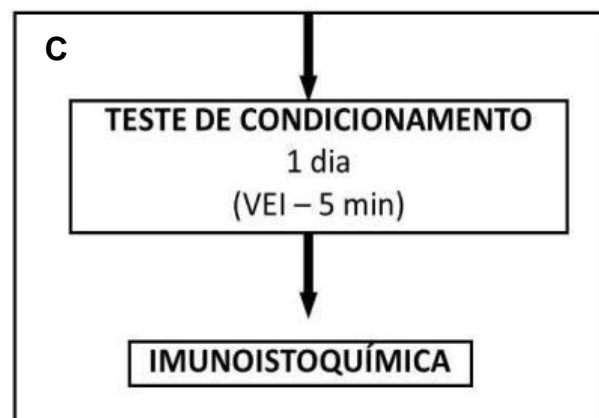 C
TESTE DE CONDICIONAMENTO
1 dia
(VEI – 5 min)
IMUNOISTOQUÍMICA